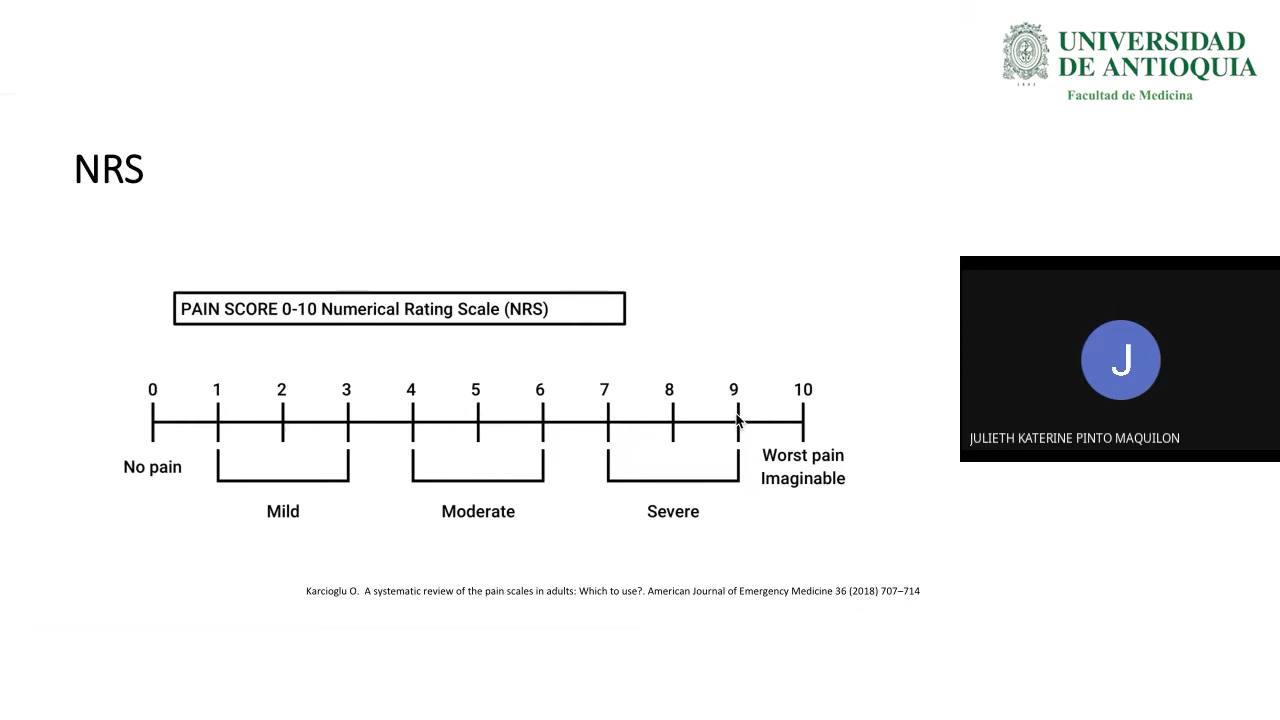 UNIVERSIDAD
DE ANTIOQUIA
1803
Facultad de Medicina
NRS
PAIN SCORE 0-10 Numerical Rating Scale (NRS)
0 1 2 3 4 5 6 7 8 9 10
No pain
Worst pain
Imaginable
Mild Moderate Severe
J
JULIETH KATERINE PINTO MAQUILON
Karcioglu O. A systematic review of the pain scales in adults: Which to use?. American Journal of Emergency Medicine 36 (2018) 707–714